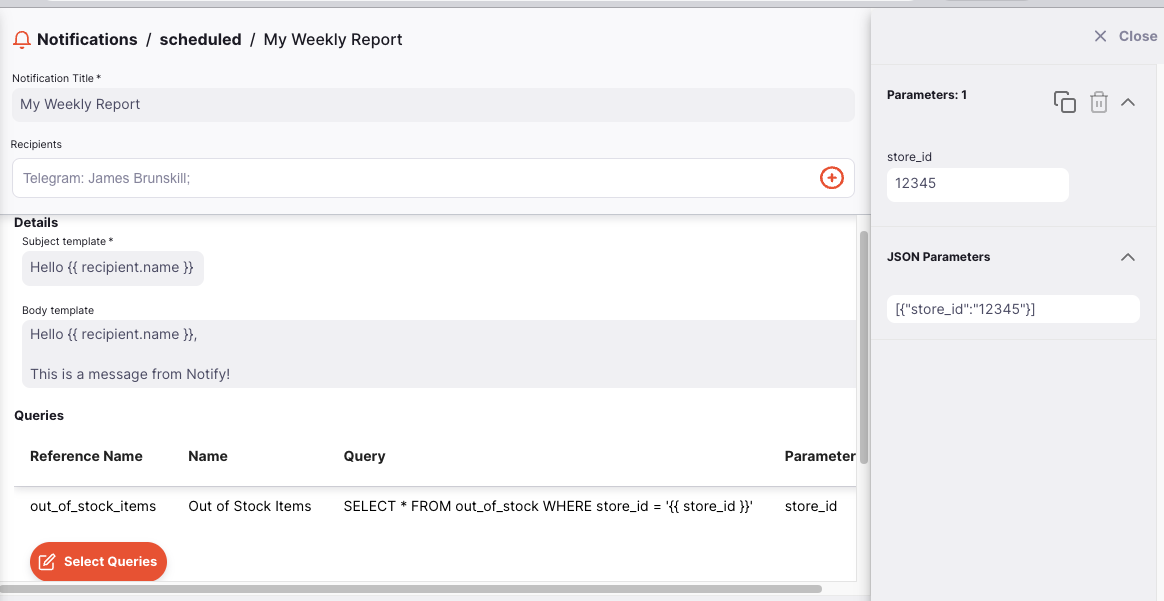 Notifications / scheduled / My Weekly Report
Notification Title *
My Weekly Report
Recipients
Telegram: James Brunskill;
Details
Subject template *
Hello {{ recipient.name }}
Body template
Hello {{ recipient.name }},
This is a message from Notify!
Queries
Reference Name Name Query Parameter
out_of_stock_items Out of Stock Items SELECT * FROM out_of_stock WHERE store_id = '{{ store_id }}' store_id
Select Queries
Close
Parameters: 1
store_id
12345
JSON Parameters
[{"store_id":"12345"}]